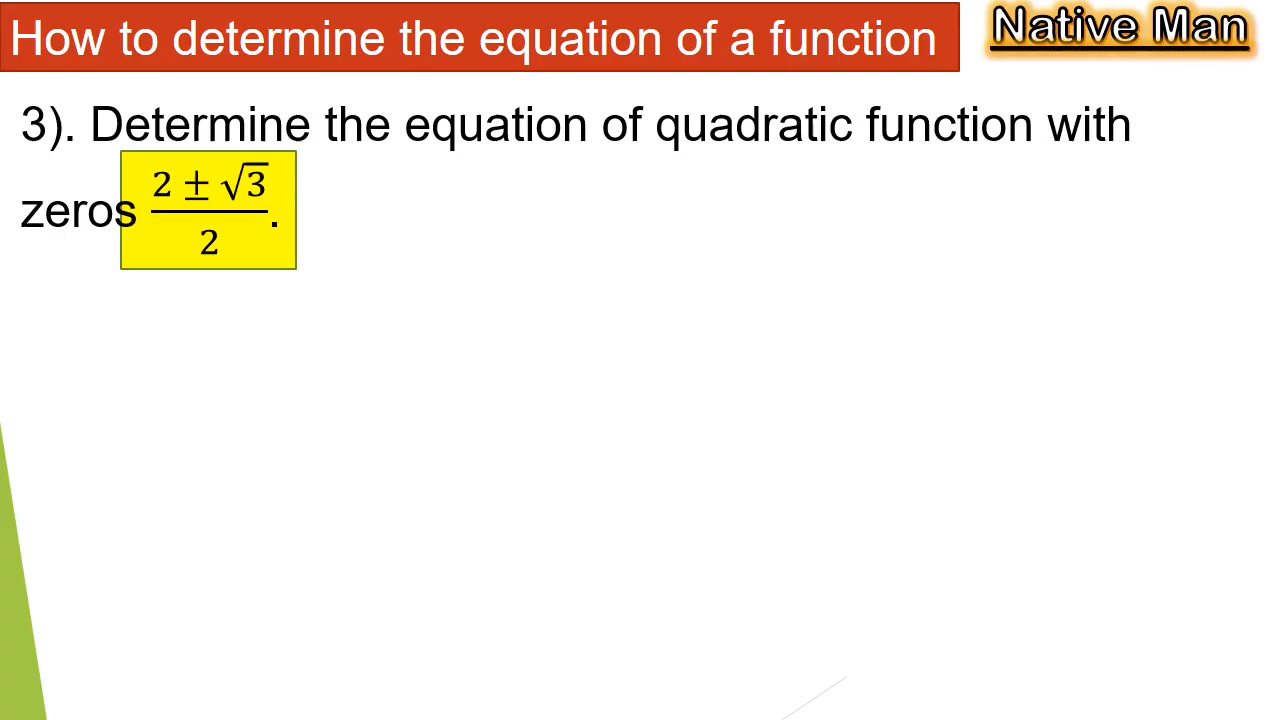 How to determine the equation of a function
Native Man
3). Determine the equation of quadratic function with
zeros (2 ± √3)/2.